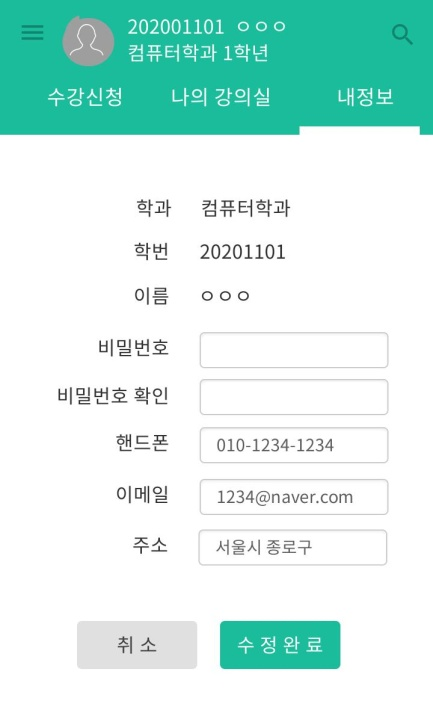 202001101 ㅇㅇㅇ
컴퓨터학과 1학년
수강신청 나의 강의실 내정보
학과 컴퓨터학과
학번 20201101
이름 ㅇㅇㅇ
비밀번호
비밀번호 확인
핸드폰 010-1234-1234
이메일 1234@naver.com
주소 서울시 종로구
취 소 수 정 완 료